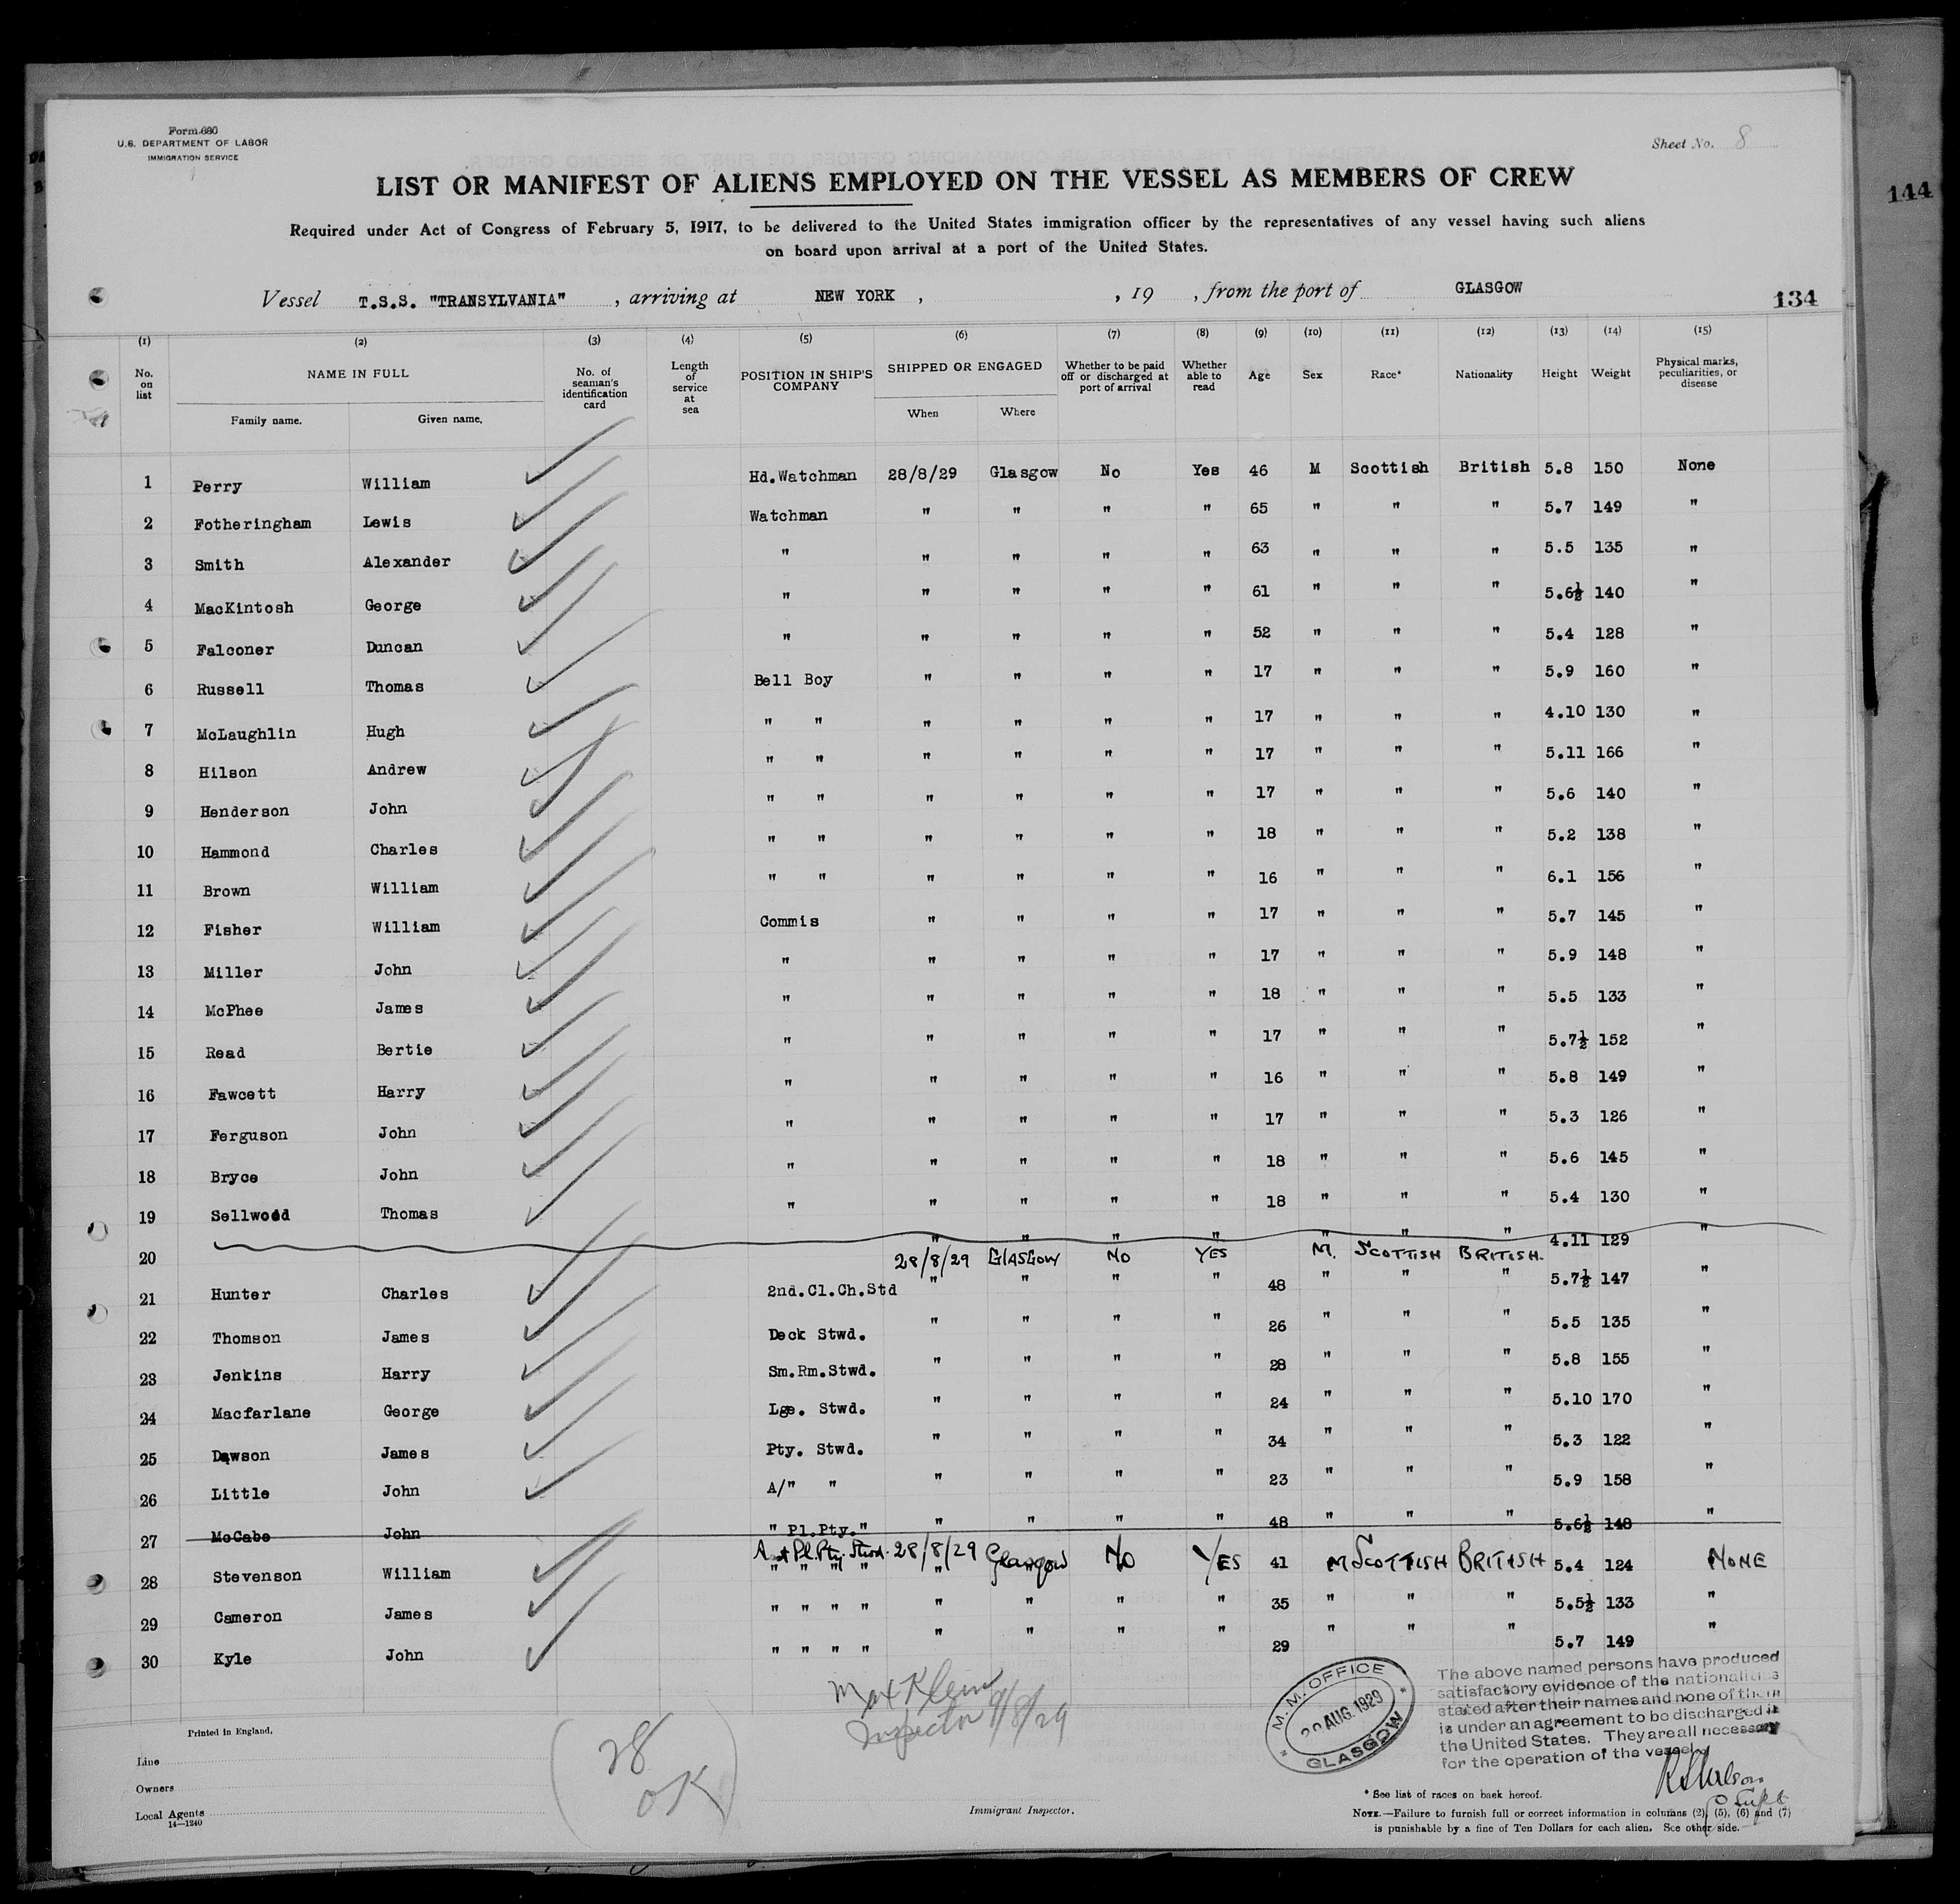 Form 680
U.S. DEPARTMENT OF LABOR
IMMIGRATION SERVICE
Sheet No. 8
144
LIST OR MANIFEST OF ALIENS EMPLOYED ON THE VESSEL AS MEMBERS OF CREW
Required under Act of Congress of February 5, 1917, to be delivered to the United States immigration officer by the representatives of any vessel having such aliens
on board upon arrival at a port of the United States.
Vessel T.S.S. "TRANSYLVANIA", arriving at NEW YORK, , 19 , from the port of GLASGOW
134
(1) (2) (3) (4) (5) (6) (7) (8) (9) (10) (11) (12) (13) (14) (15)
No. on list NAME IN FULL No. of seaman's identification card Length of service at sea POSITION IN SHIP'S COMPANY SHIPPED OR ENGAGED Whether to be paid off or discharged at port of arrival Whether able to read Age Sex Race* Nationality Height Weight Physical marks, peculiarities, or disease
Family name. Given name. When Where
1 Perry William Hd.Watchman 28/8/29 Glasgow No Yes 46 M Scottish British 5.8 150 None
2 Fotheringham Lewis Watchman " " " " 65 " " " 5.7 149 "
3 Smith Alexander " " " " " 63 " " " 5.5 135 "
4 MacKintosh George " " " " " 61 " " " 5.6½ 140 "
5 Falconer Duncan " " " " " 52 " " " 5.4 128 "
6 Russell Thomas Bell Boy " " " " 17 " " " 5.9 160 "
7 McLaughlin Hugh " " " " " " 17 " " " 4.10 130 "
8 Hilson Andrew " " " " " " 17 " " " 5.11 166 "
9 Henderson John " " " " " " 17 " " " 5.6 140 "
10 Hammond Charles " " " " " " 18 " " " 5.2 138 "
11 Brown William " " " " " " 16 " " " 6.1 156 "
12 Fisher William Commis " " " " 17 " " " 5.7 145 "
13 Miller John " " " " " 17 " " " 5.9 148 "
14 McPhee James " " " " " 18 " " " 5.5 133 "
15 Read Bertie " " " " " 17 " " " 5.7½ 152 "
16 Fawcett Harry " " " " " 16 " " " 5.8 149 "
17 Ferguson John " " " " " 17 " " " 5.3 126 "
18 Bryce John " " " " " 18 " " " 5.6 145 "
19 Sellwood Thomas " " " " " 18 " " " 5.4 130 "
" " " " " " " 4.11 129 "
20 28/8/29 GLASGOW NO YES M. SCOTTISH BRITISH.
21 Hunter Charles 2nd.Cl.Ch.Std " " " " 48 " " " 5.7½ 147 "
22 Thomson James Deck Stwd. " " " " 26 " " " 5.5 135 "
23 Jenkins Harry Sm.Rm.Stwd. " " " " 28 " " " 5.8 155 "
24 Macfarlane George Lge. Stwd. " " " " 24 " " " 5.10 170 "
25 Dawson James Pty. Stwd. " " " " 34 " " " 5.3 122 "
26 Little John A/" " " " " " 23 " " " 5.9 158 "
27 McCabe John " Pl.Pty." " " " " 48 " " " 5.6½ 148 "
Asst Pl. Pty. Stwd. 28/8/29 Glasgow No YES M SCOTTISH BRITISH NONE
28 Stevenson William " " " " " " 41 5.4 124
29 Cameron James " " " " " " " " 35 " " " 5.5½ 133 "
30 Kyle John " " " " " " " " 29 " " " 5.7 149 "
Max Klein
Inspector 9/8/29
28
OK
M.M. OFFICE
AUG. 1929
GLASGOW
The above named persons have produced
satisfactory evidence of the nationalities
stated after their names and none of them
is under an agreement to be discharged in
the United States. They are all necessary
for the operation of the vessel.
Supt
Printed in England.
Line
Owners
Local Agents
14—1240
Immigrant Inspector.
* See list of races on back hereof.
NOTE.—Failure to furnish full or correct information in columns (2), (5), (6) and (7)
is punishable by a fine of Ten Dollars for each alien. See other side.